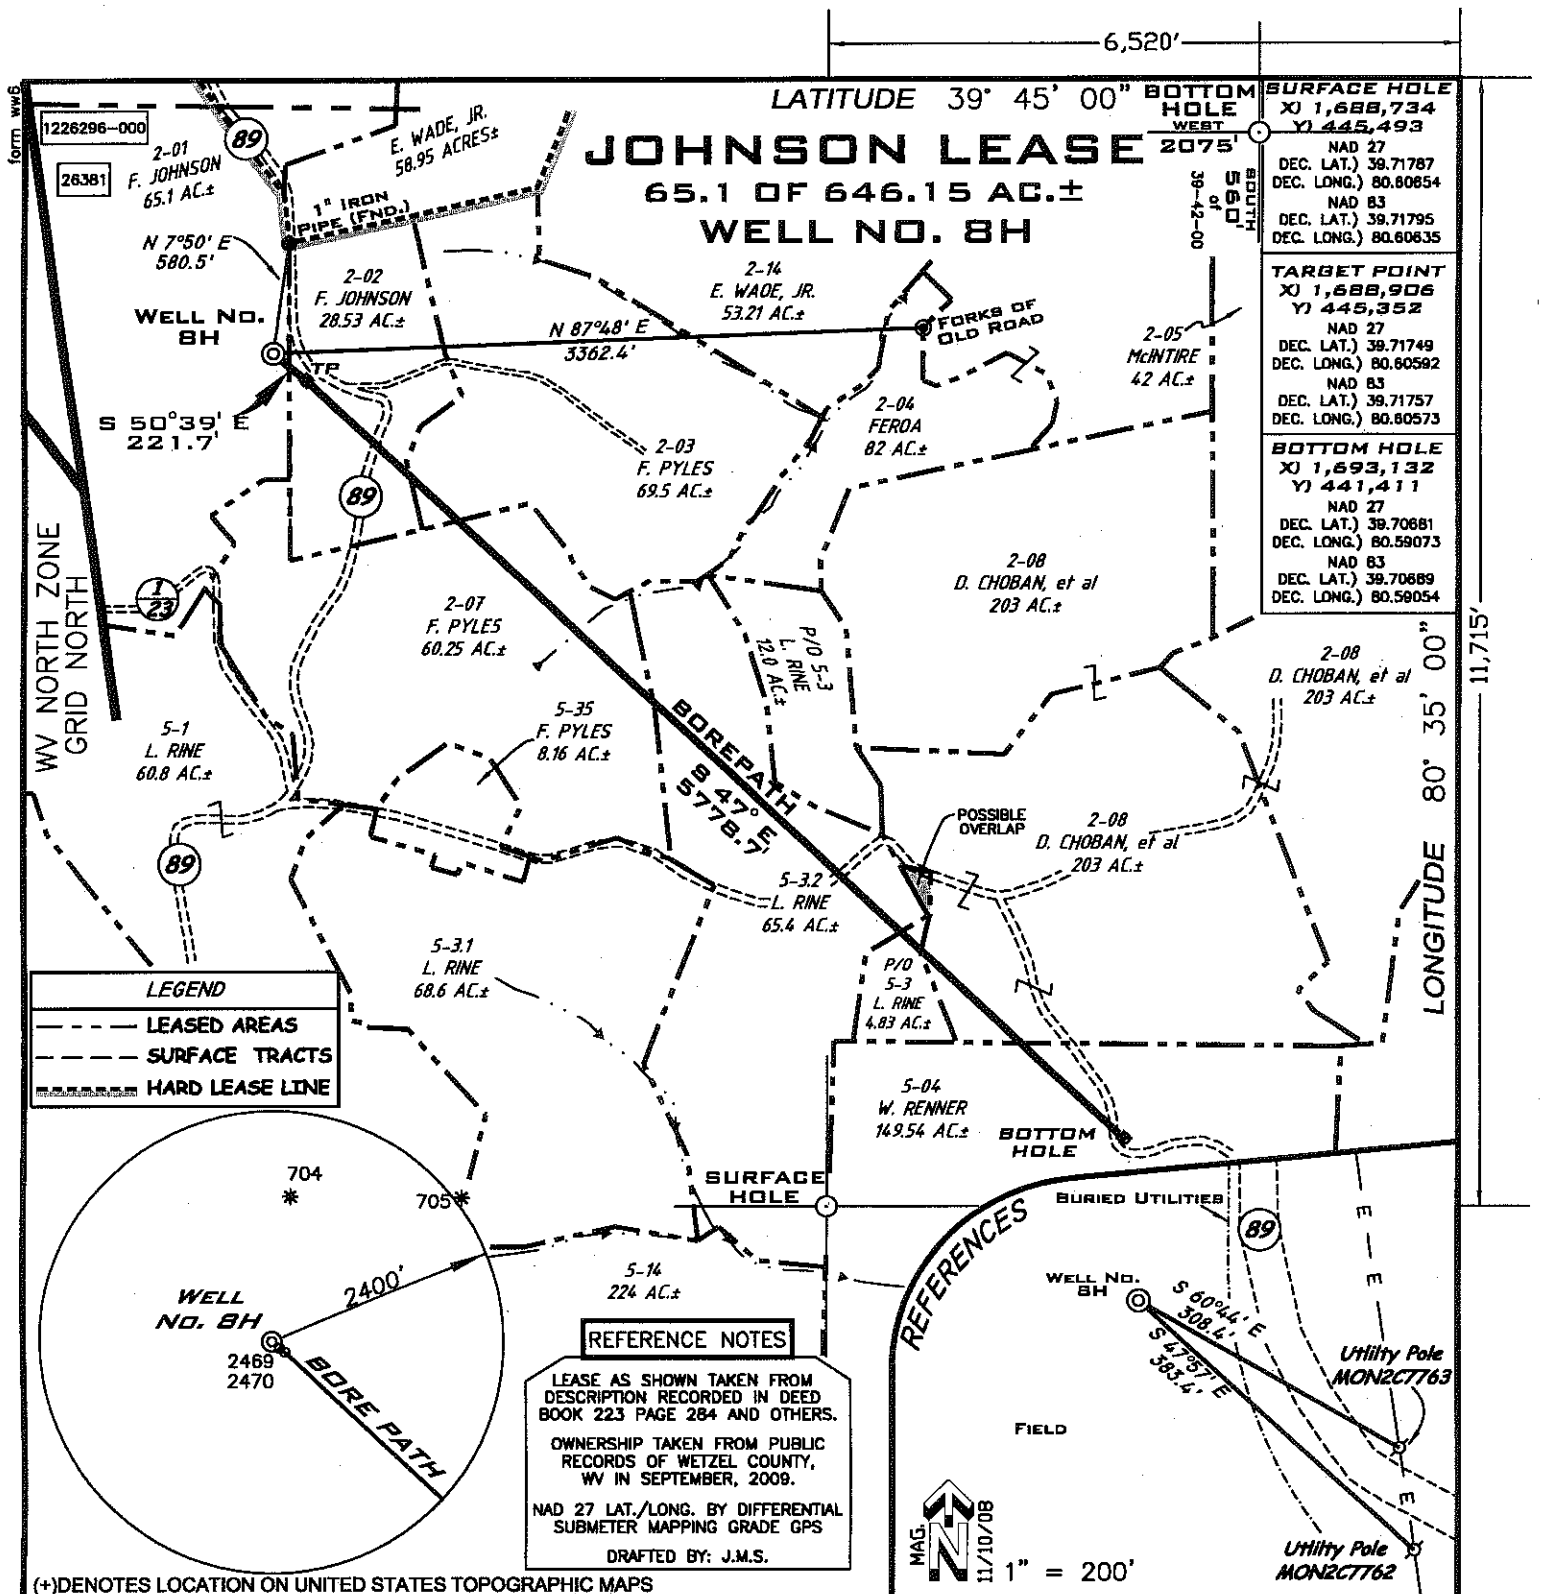 6,520'
form ww6
LATITUDE 39° 45' 00"
BOTTOM
HOLE
WEST
2075'
SOUTH
560'
of
39-42-00
1226296-000
26381
JOHNSON LEASE
65.1 OF 646.15 AC.±
WELL NO. 8H
SURFACE HOLE
X) 1,688,734
Y) 445,493
NAD 27
DEC. LAT.) 39.71787
DEC. LONG.) 80.60654
NAD 83
DEC. LAT.) 39.71795
DEC. LONG.) 80.60635
TARGET POINT
X) 1,688,906
Y) 445,352
NAD 27
DEC. LAT.) 39.71749
DEC. LONG.) 80.60592
NAD 83
DEC. LAT.) 39.71757
DEC. LONG.) 80.60573
BOTTOM HOLE
X) 1,693,132
Y) 441,411
NAD 27
DEC. LAT.) 39.70681
DEC. LONG.) 80.59073
NAD 83
DEC. LAT.) 39.70689
DEC. LONG.) 80.59054
2-01
F. JOHNSON
65.1 AC.±
89
E. WADE, JR.
58.95 ACRES±
1" IRON
PIPE (FND.)
N 7°50' E
580.5'
2-02
F. JOHNSON
28.53 AC.±
2-14
E. WADE, JR.
53.21 AC.±
WELL NO.
8H
N 87°48' E
3362.4'
FORKS OF
OLD ROAD
2-05
McINTIRE
42 AC.±
TP
S 50°39' E
221.7'
2-04
FEROA
82 AC.±
2-03
F. PYLES
69.5 AC.±
89
WV NORTH ZONE
GRID NORTH
1
23
2-07
F. PYLES
60.25 AC.±
P/O 5-3
L. RINE
12.0 AC.±
2-08
D. CHOBAN, et al
203 AC.±
2-08
D. CHOBAN, et al
203 AC.±
11,715'
LONGITUDE 80° 35' 00"
5-1
L. RINE
60.8 AC.±
5-35
F. PYLES
8.16 AC.±
BOREPATH
S 47° E
5778.7'
POSSIBLE
OVERLAP
2-08
D. CHOBAN, et al
203 AC.±
89
5-3.2
L. RINE
65.4 AC.±
5-3.1
L. RINE
68.6 AC.±
P/O
5-3
L. RINE
4.83 AC.±
LEGEND
LEASED AREAS
SURFACE TRACTS
HARD LEASE LINE
5-04
W. RENNER
149.54 AC.±
BOTTOM
HOLE
704
705
SURFACE
HOLE
2400'
WELL
NO. 8H
2469
2470
BORE PATH
5-14
224 AC.±
REFERENCES
BURIED UTILITIES
89
E
E
E
E
WELL NO.
8H
S 60°44' E
308.4'
S 47°57' E
383.4'
Utility Pole
MON2C7763
FIELD
Utility Pole
MON2C7762
MAG.
N
11/10/08
1" = 200'
REFERENCE NOTES
LEASE AS SHOWN TAKEN FROM
DESCRIPTION RECORDED IN DEED
BOOK 223 PAGE 284 AND OTHERS.
OWNERSHIP TAKEN FROM PUBLIC
RECORDS OF WETZEL COUNTY,
WV IN SEPTEMBER, 2009.
NAD 27 LAT./LONG. BY DIFFERENTIAL
SUBMETER MAPPING GRADE GPS
DRAFTED BY: J.M.S.
(+)DENOTES LOCATION ON UNITED STATES TOPOGRAPHIC MAPS